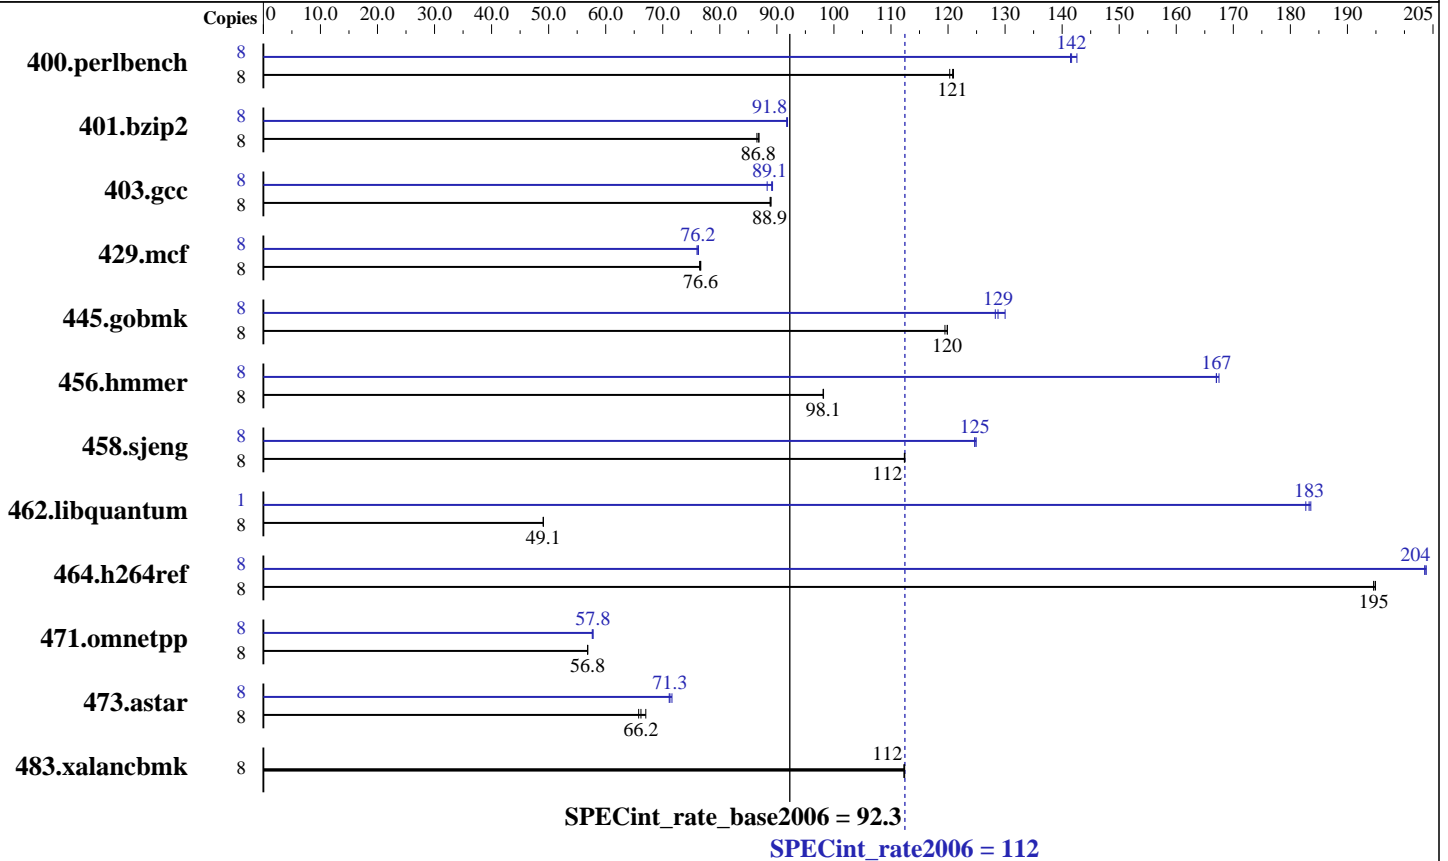 Copies 0 10.0 20.0 30.0 40.0 50.0 60.0 70.0 80.0 90.0 100 110 120 130 140 150 160 170 180 190 205
400.perlbench 8 142
8 121
401.bzip2 8 91.8
8 86.8
403.gcc 8 89.1
8 88.9
429.mcf 8 76.2
8 76.6
445.gobmk 8 129
8 120
456.hmmer 8 167
8 98.1
458.sjeng 8 125
8 112
462.libquantum 1 183
8 49.1
464.h264ref 8 204
8 195
471.omnetpp 8 57.8
8 56.8
473.astar 8 71.3
8 66.2
483.xalancbmk 8 112
SPECint_rate_base2006 = 92.3
SPECint_rate2006 = 112